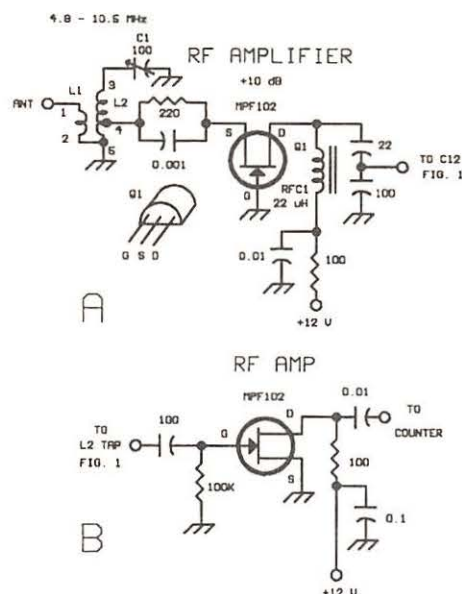 4.8 - 10.5 MHz
C1
100
RF AMPLIFIER
+10 dB
3
L1
L2
ANT
1
4
220
S
MPF102
D
2
5
0.001
Q1
22
TO C12
FIG. 1
G
RFC1
22 uH
100
Q1
G S D
0.01
100
+12 V
A
RF AMP
MPF102
0.01
TO
L2 TAP
FIG. 1
100
G
D
TO
COUNTER
100
S
100K
0.1
B
+12 V